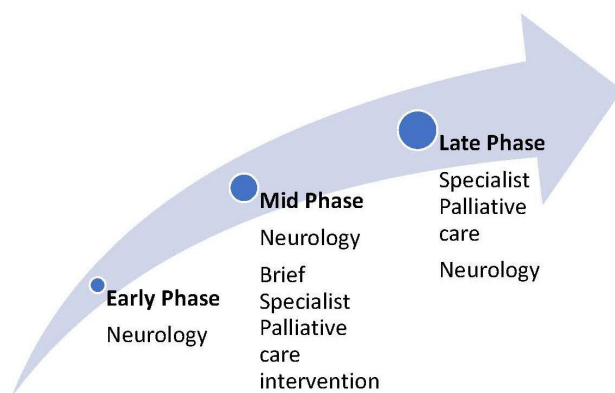 Early Phase
Neurology
Mid Phase
Neurology
Brief
Specialist
Palliative
care
intervention
Late Phase
Specialist
Palliative
care
Neurology